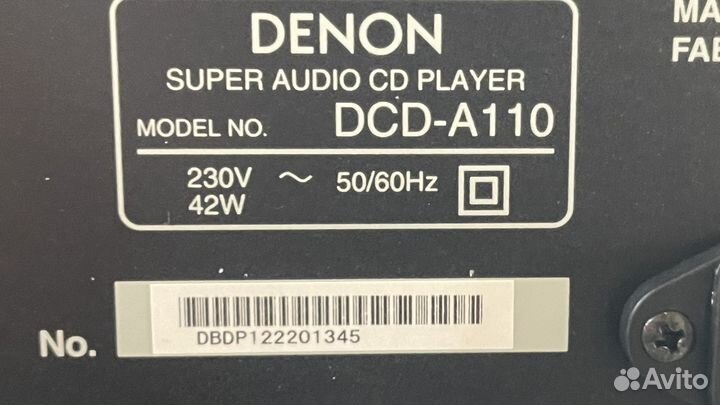 DENON
SUPER AUDIO CD PLAYER
MODEL NO. DCD-A110
230V ~ 50/60Hz
42W
No. DBDP122201345
Avito